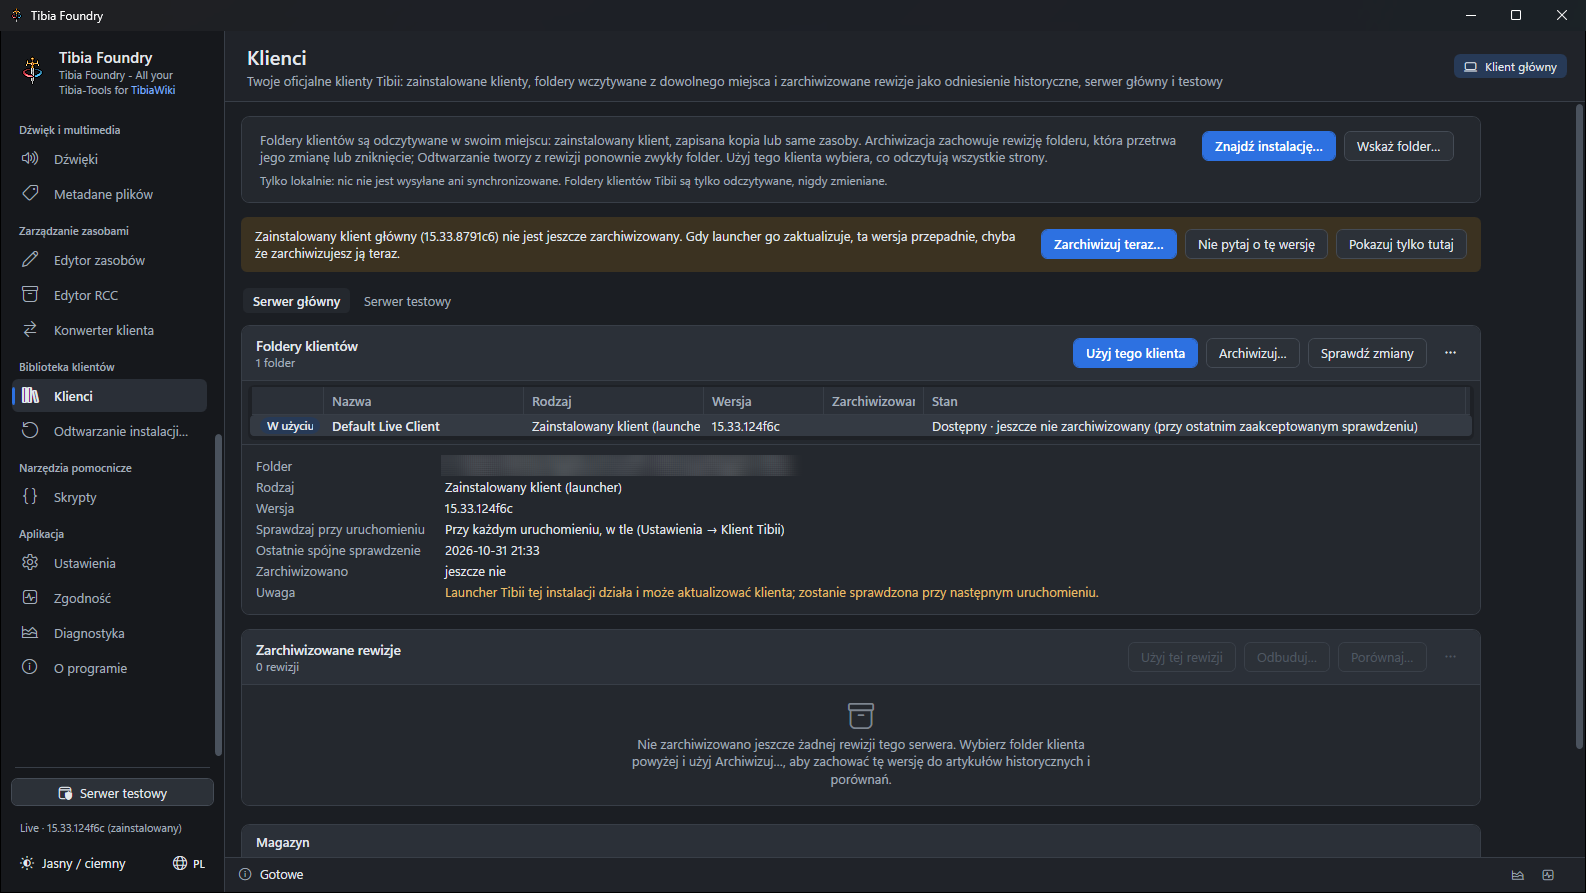 Tibia Foundry
Tibia Foundry
Tibia Foundry - All your
Tibia-Tools for TibiaWiki
Dźwięk i multimedia
Dźwięki
Metadane plików
Zarządzanie zasobami
Edytor zasobów
Edytor RCC
Konwerter klienta
Biblioteka klientów
Klienci
Odtwarzanie instalacji...
Narzędzia pomocnicze
Skrypty
Aplikacja
Ustawienia
Zgodność
Diagnostyka
O programie
Serwer testowy
Live · 15.33.124f6c (zainstalowany)
Jasny / ciemny
PL
Klienci
Twoje oficjalne klienty Tibii: zainstalowane klienty, foldery wczytywane z dowolnego miejsca i zarchiwizowane rewizje jako odniesienie historyczne, serwer główny i testowy
Klient główny
Foldery klientów są odczytywane w swoim miejscu: zainstalowany klient, zapisana kopia lub same zasoby. Archiwizacja zachowuje rewizję folderu, która przetrwa
jego zmianę lub zniknięcie; Odtwarzanie tworzy z rewizji ponownie zwykły folder. Użyj tego klienta wybiera, co odczytują wszystkie strony.
Tylko lokalnie: nic nie jest wysyłane ani synchronizowane. Foldery klientów Tibii są tylko odczytywane, nigdy zmieniane.
Znajdź instalację...
Wskaż folder...
Zainstalowany klient główny (15.33.8791c6) nie jest jeszcze zarchiwizowany. Gdy launcher go zaktualizuje, ta wersja przepadnie, chyba
że zarchiwizujesz ją teraz.
Zarchiwizuj teraz...
Nie pytaj o tę wersję
Pokazuj tylko tutaj
Serwer główny
Serwer testowy
Foldery klientów
1 folder
Użyj tego klienta
Archiwizuj...
Sprawdź zmiany
Nazwa Rodzaj Wersja Zarchiwizowar Stan
W użyciu Default Live Client Zainstalowany klient (launche 15.33.124f6c Dostępny · jeszcze nie zarchiwizowany (przy ostatnim zaakceptowanym sprawdzeniu)
Folder
Rodzaj Zainstalowany klient (launcher)
Wersja 15.33.124f6c
Sprawdzaj przy uruchomieniu Przy każdym uruchomieniu, w tle (Ustawienia → Klient Tibii)
Ostatnie spójne sprawdzenie 2026-10-31 21:33
Zarchiwizowano jeszcze nie
Uwaga Launcher Tibii tej instalacji działa i może aktualizować klienta; zostanie sprawdzona przy następnym uruchomieniu.
Zarchiwizowane rewizje
0 rewizji
Użyj tej rewizji
Odbuduj...
Porównaj...
Nie zarchiwizowano jeszcze żadnej rewizji tego serwera. Wybierz folder klienta
powyżej i użyj Archiwizuj..., aby zachować tę wersję do artykułów historycznych i
porównań.
Magazyn
Gotowe